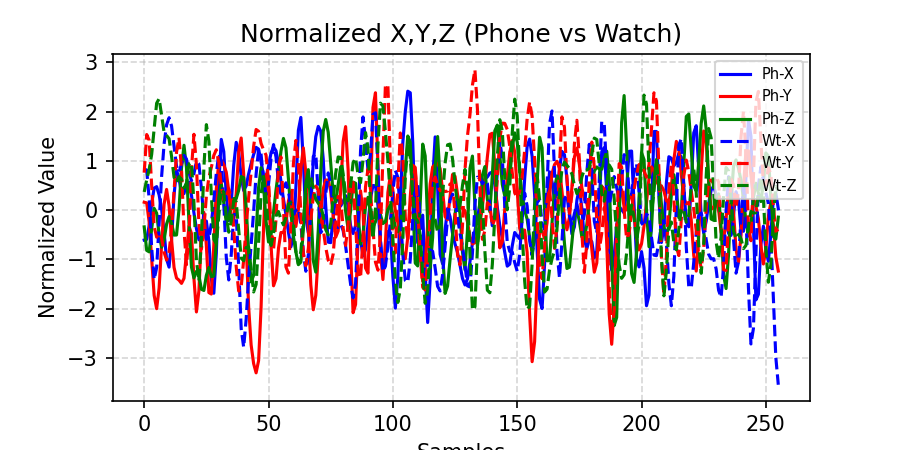 Normalized X,Y,Z (Phone vs Watch)
Normalized Value
3
2
1
0
−1
−2
−3
0 50 100 150 200 250
Samples
Ph-X
Ph-Y
Ph-Z
Wt-X
Wt-Y
Wt-Z